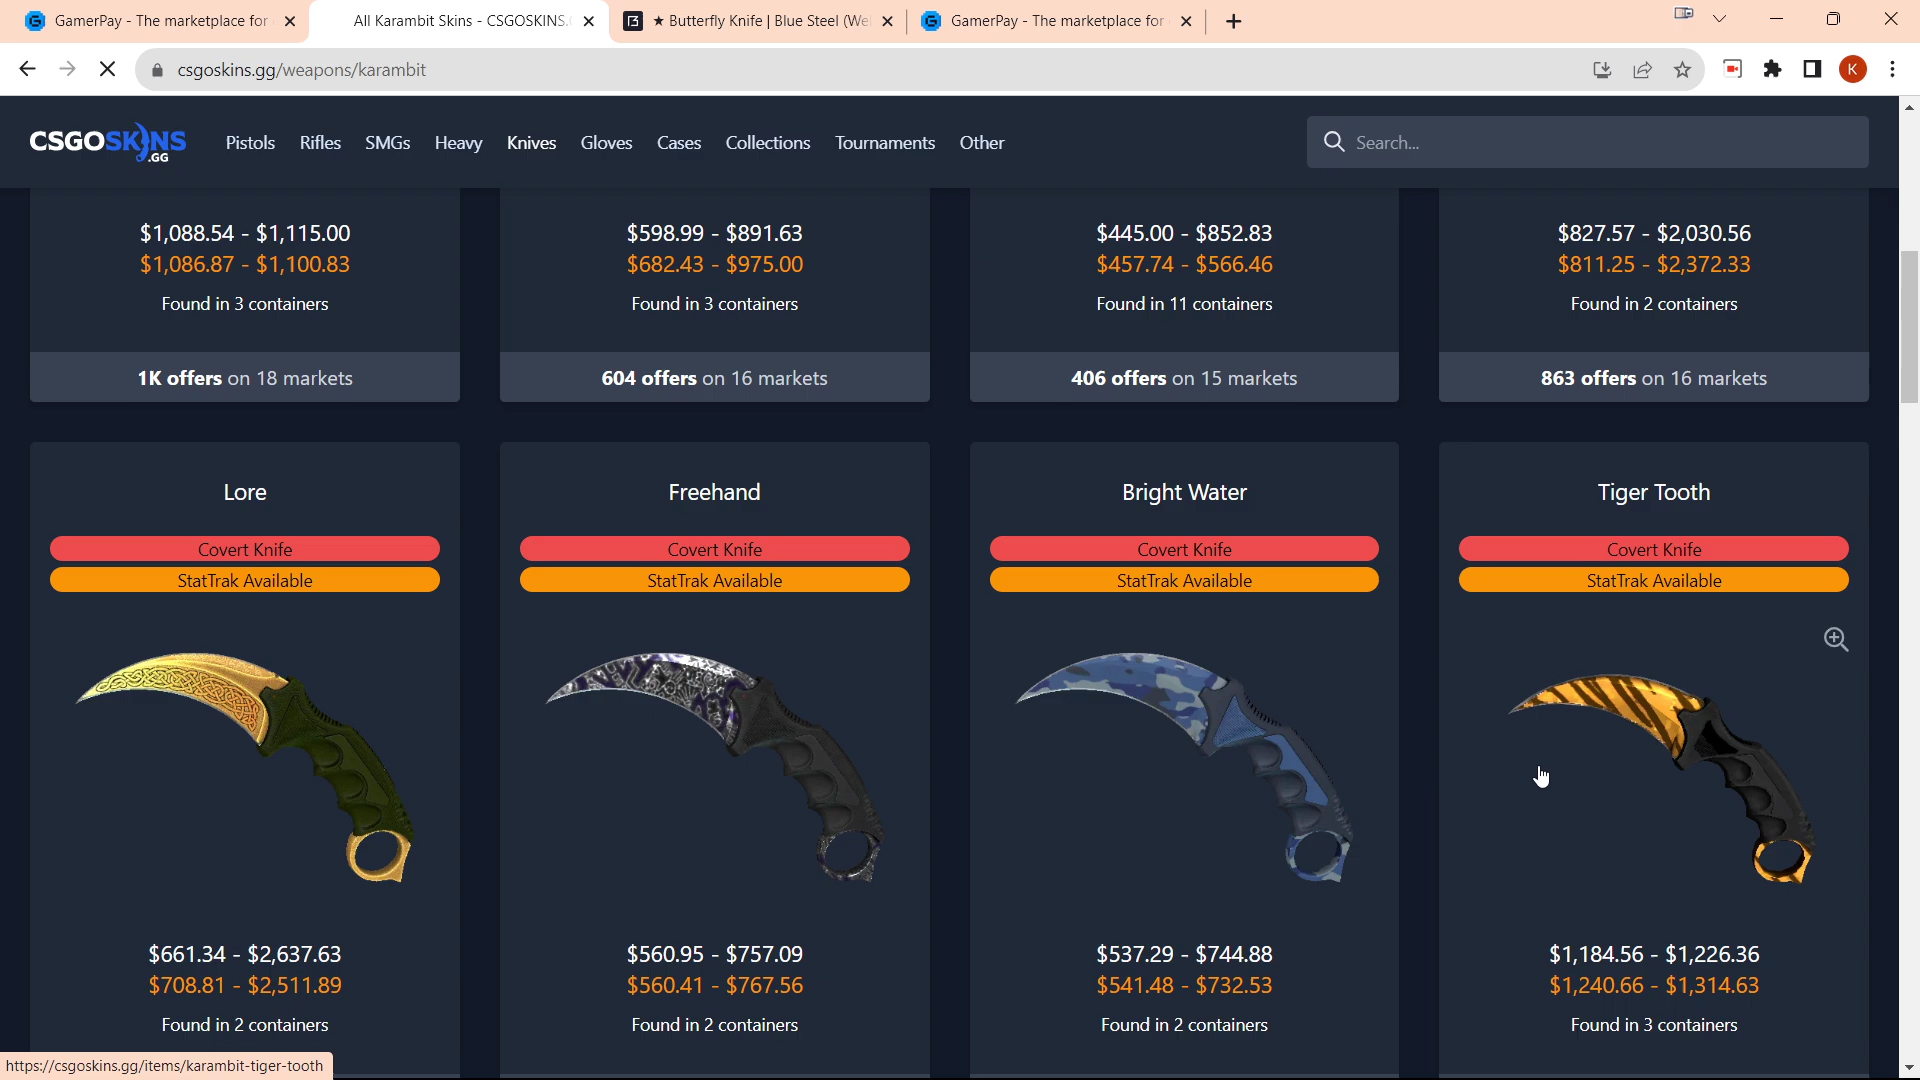 GamerPay - The marketplace for
All Karambit Skins - CSGOSKINS.
★ Butterfly Knife | Blue Steel (We
GamerPay - The marketplace for
csgoskins.gg/weapons/karambit
K
CSGOSKINS
.GG
Pistols
Rifles
SMGs
Heavy
Knives
Gloves
Cases
Collections
Tournaments
Other
Search...
$1,088.54 - $1,115.00
$1,086.87 - $1,100.83
Found in 3 containers
1K offers on 18 markets
$598.99 - $891.63
$682.43 - $975.00
Found in 3 containers
604 offers on 16 markets
$445.00 - $852.83
$457.74 - $566.46
Found in 11 containers
406 offers on 15 markets
$827.57 - $2,030.56
$811.25 - $2,372.33
Found in 2 containers
863 offers on 16 markets
Lore
Covert Knife
StatTrak Available
$661.34 - $2,637.63
$708.81 - $2,511.89
Found in 2 containers
Freehand
Covert Knife
StatTrak Available
$560.95 - $757.09
$560.41 - $767.56
Found in 2 containers
Bright Water
Covert Knife
StatTrak Available
$537.29 - $744.88
$541.48 - $732.53
Found in 2 containers
Tiger Tooth
Covert Knife
StatTrak Available
$1,184.56 - $1,226.36
$1,240.66 - $1,314.63
Found in 3 containers
https://csgoskins.gg/items/karambit-tiger-tooth